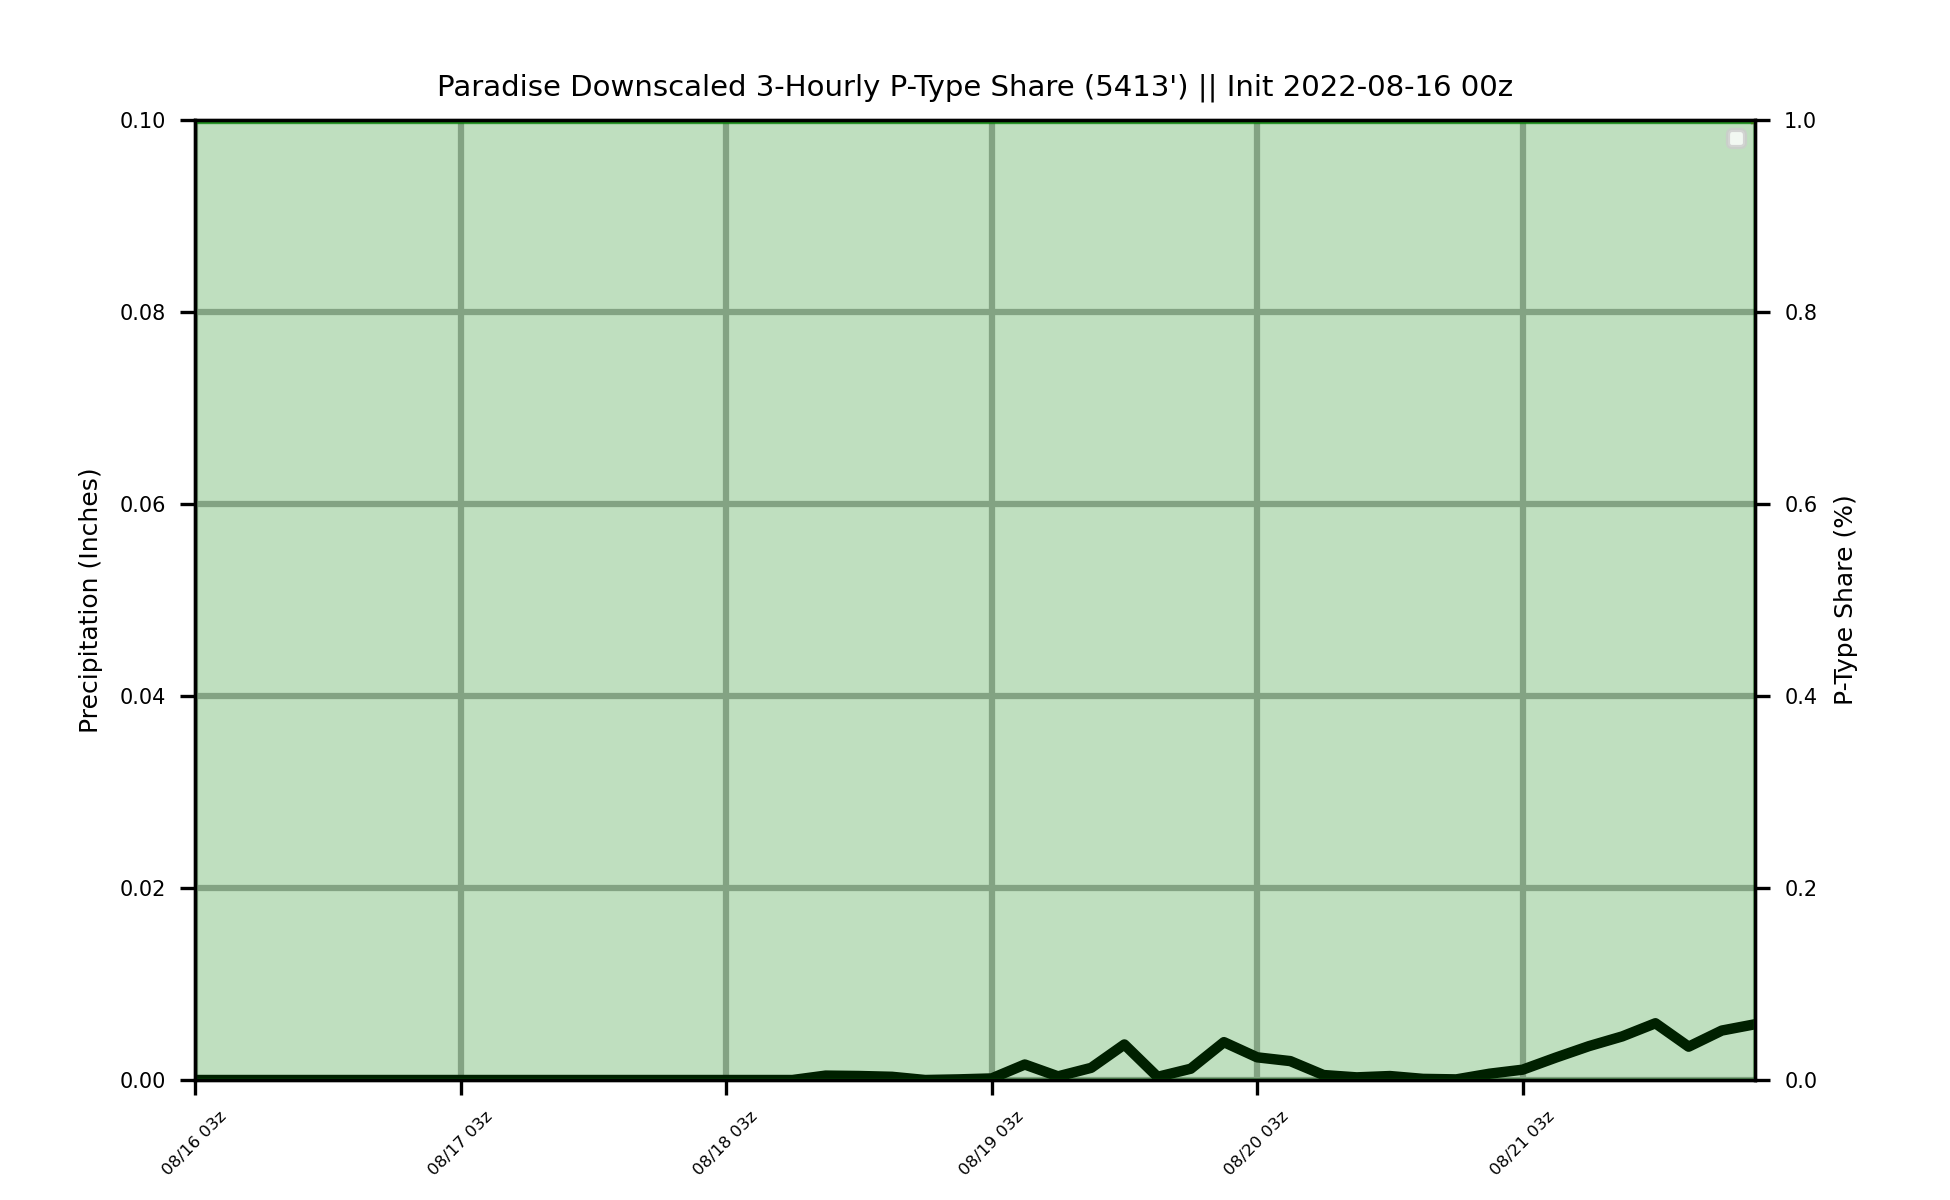 Paradise Downscaled 3-Hourly P-Type Share (5413') || Init 2022-08-16 00z
Precipitation (Inches)
0.10
0.08
0.06
0.04
0.02
0.00
1.0
0.8
0.6
0.4
0.2
0.0
P-Type Share (%)
08/16 03z
08/17 03z
08/18 03z
08/19 03z
08/20 03z
08/21 03z